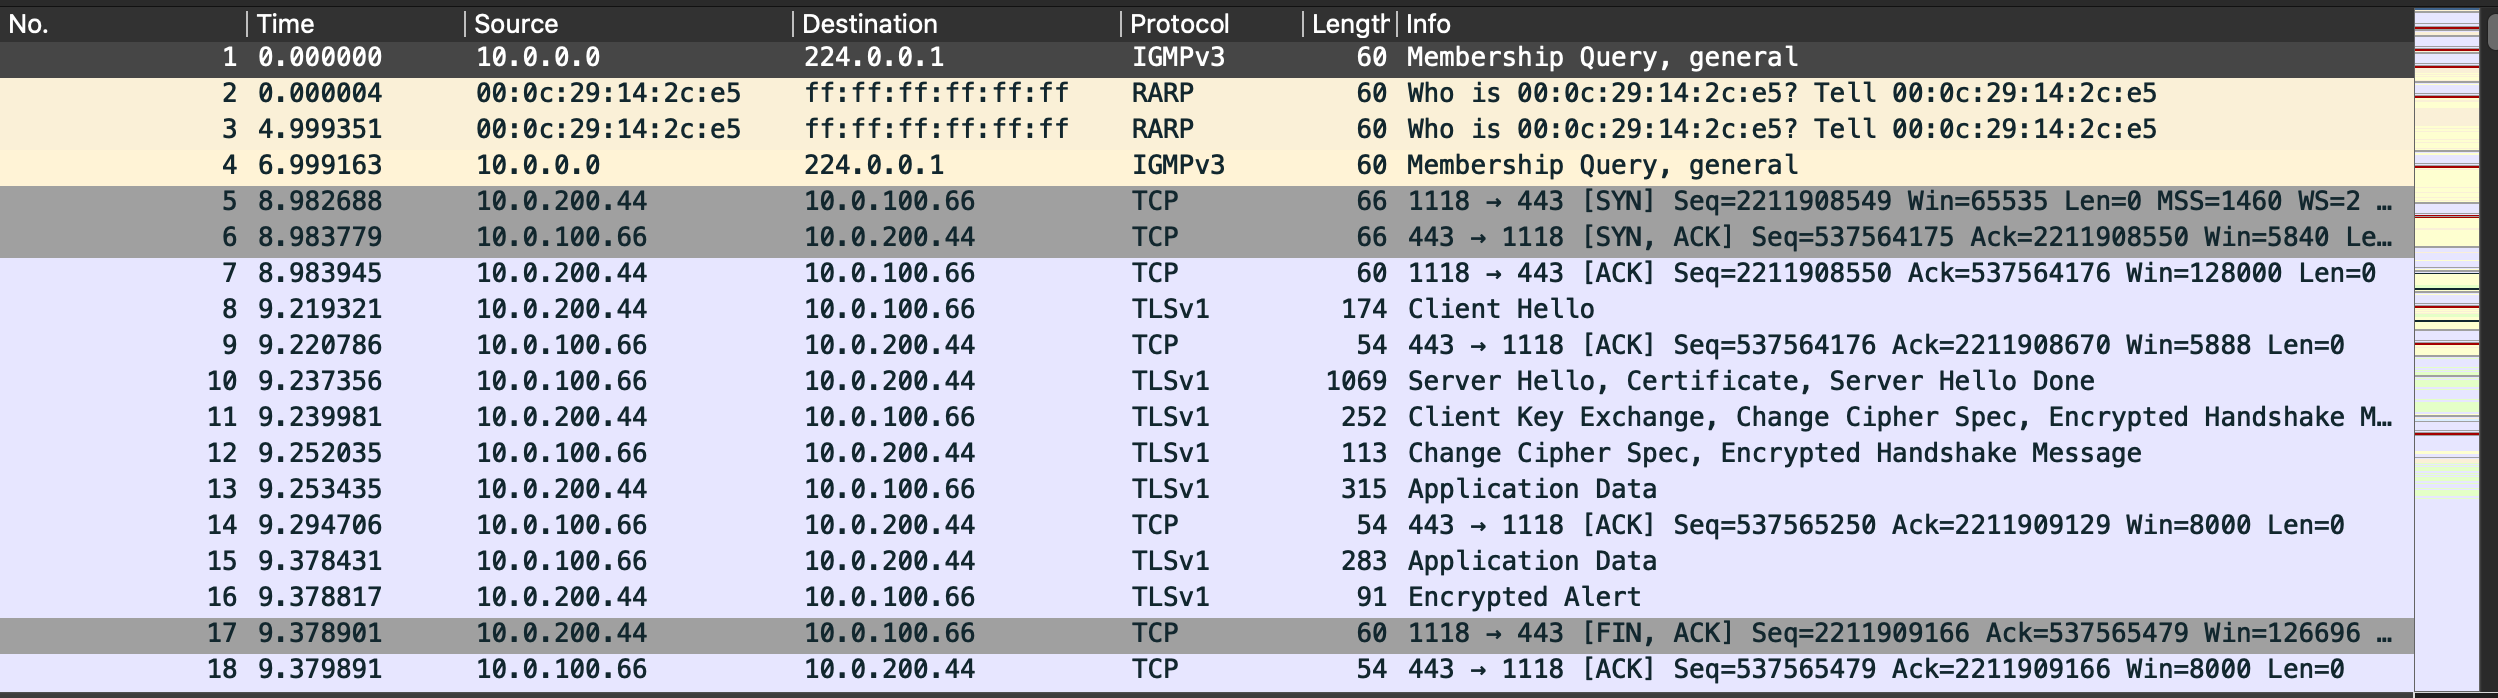 No. Time Source Destination Protocol Length Info
1 0.000000 10.0.0.0 224.0.0.1 IGMPv3 60 Membership Query, general
2 0.000004 00:0c:29:14:2c:e5 ff:ff:ff:ff:ff:ff RARP 60 Who is 00:0c:29:14:2c:e5? Tell 00:0c:29:14:2c:e5
3 4.999351 00:0c:29:14:2c:e5 ff:ff:ff:ff:ff:ff RARP 60 Who is 00:0c:29:14:2c:e5? Tell 00:0c:29:14:2c:e5
4 6.999163 10.0.0.0 224.0.0.1 IGMPv3 60 Membership Query, general
5 8.982688 10.0.200.44 10.0.100.66 TCP 66 1118 → 443 [SYN] Seq=2211908549 Win=65535 Len=0 MSS=1460 WS=2 …
6 8.983779 10.0.100.66 10.0.200.44 TCP 66 443 → 1118 [SYN, ACK] Seq=537564175 Ack=2211908550 Win=5840 Le…
7 8.983945 10.0.200.44 10.0.100.66 TCP 60 1118 → 443 [ACK] Seq=2211908550 Ack=537564176 Win=128000 Len=0
8 9.219321 10.0.200.44 10.0.100.66 TLSv1 174 Client Hello
9 9.220786 10.0.100.66 10.0.200.44 TCP 54 443 → 1118 [ACK] Seq=537564176 Ack=2211908670 Win=5888 Len=0
10 9.237356 10.0.100.66 10.0.200.44 TLSv1 1069 Server Hello, Certificate, Server Hello Done
11 9.239981 10.0.200.44 10.0.100.66 TLSv1 252 Client Key Exchange, Change Cipher Spec, Encrypted Handshake M…
12 9.252035 10.0.100.66 10.0.200.44 TLSv1 113 Change Cipher Spec, Encrypted Handshake Message
13 9.253435 10.0.200.44 10.0.100.66 TLSv1 315 Application Data
14 9.294706 10.0.100.66 10.0.200.44 TCP 54 443 → 1118 [ACK] Seq=537565250 Ack=2211909129 Win=8000 Len=0
15 9.378431 10.0.100.66 10.0.200.44 TLSv1 283 Application Data
16 9.378817 10.0.200.44 10.0.100.66 TLSv1 91 Encrypted Alert
17 9.378901 10.0.200.44 10.0.100.66 TCP 60 1118 → 443 [FIN, ACK] Seq=2211909166 Ack=537565479 Win=126696 …
18 9.379891 10.0.100.66 10.0.200.44 TCP 54 443 → 1118 [ACK] Seq=537565479 Ack=2211909166 Win=8000 Len=0